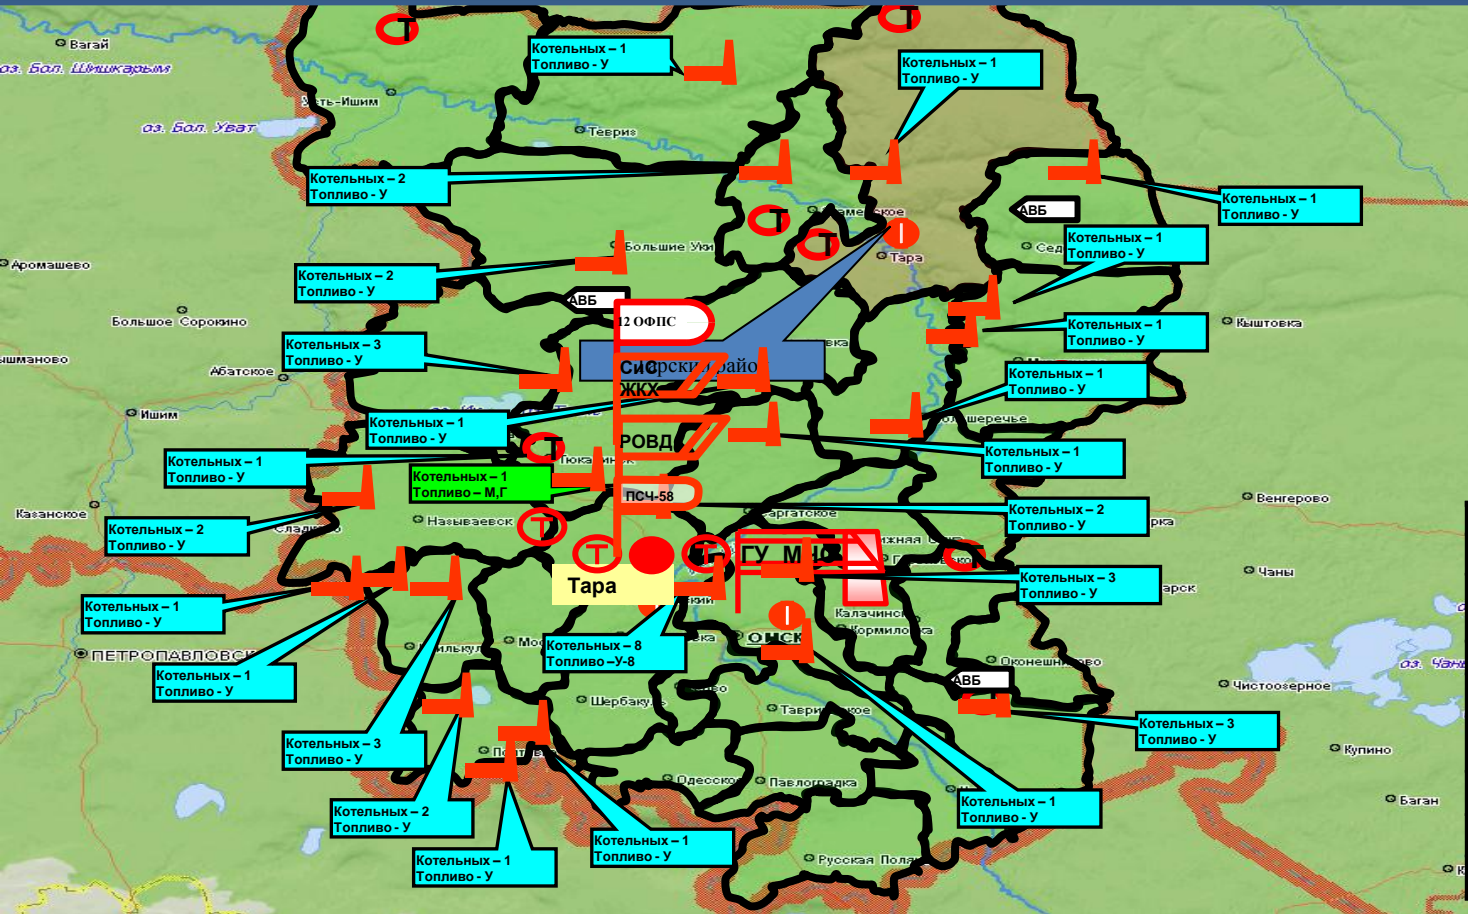 Вагай
оз. Бол. Шишкарым
Котельных – 1
Топливо - У
Котельных – 1
Топливо - У
Усть-Ишим
оз. Бол. Уват
Тевриз
Котельных – 2
Топливо - У
Котельных – 1
Топливо - У
АВБ
Большие Уки
Котельных – 1
Топливо - У
Тара
Аромашево
Котельных – 2
Топливо - У
АВБ
12 ОФПС
Большое Сорокино
Котельных – 1
Топливо - У
Кыштовка
Котельных – 3
Топливо - У
Абатское
СиС
ЖКХ
Котельных – 1
Топливо - У
Ишим
Котельных – 1
Топливо - У
РОВД
Котельных – 1
Топливо - У
Котельных – 1
Топливо - У
Котельных – 1
Топливо – М,Г
ПСЧ-58
Венгерово
Казанское
Называевск
Котельных – 2
Топливо - У
Саргатское
Котельных – 2
Топливо - У
ГУ МЧС
Т
Т
Т
Тара
Чаны
Котельных – 3
Топливо - У
Котельных – 1
Топливо - У
Калачинск
Кормиловка
ОМСК
ПЕТРОПАВЛОВСК
Котельных – 8
Топливо –У-8
Котельных – 1
Топливо - У
Оконешниково
оз. Чаны
АВБ
Чистоозерное
Шербакуль
Таврическое
Котельных – 3
Топливо - У
Котельных – 3
Топливо - У
Купино
Одесское
Павлоградка
Котельных – 2
Топливо - У
Котельных – 1
Топливо - У
Баган
Котельных – 1
Топливо - У
Котельных – 1
Топливо - У
Русская Поляна